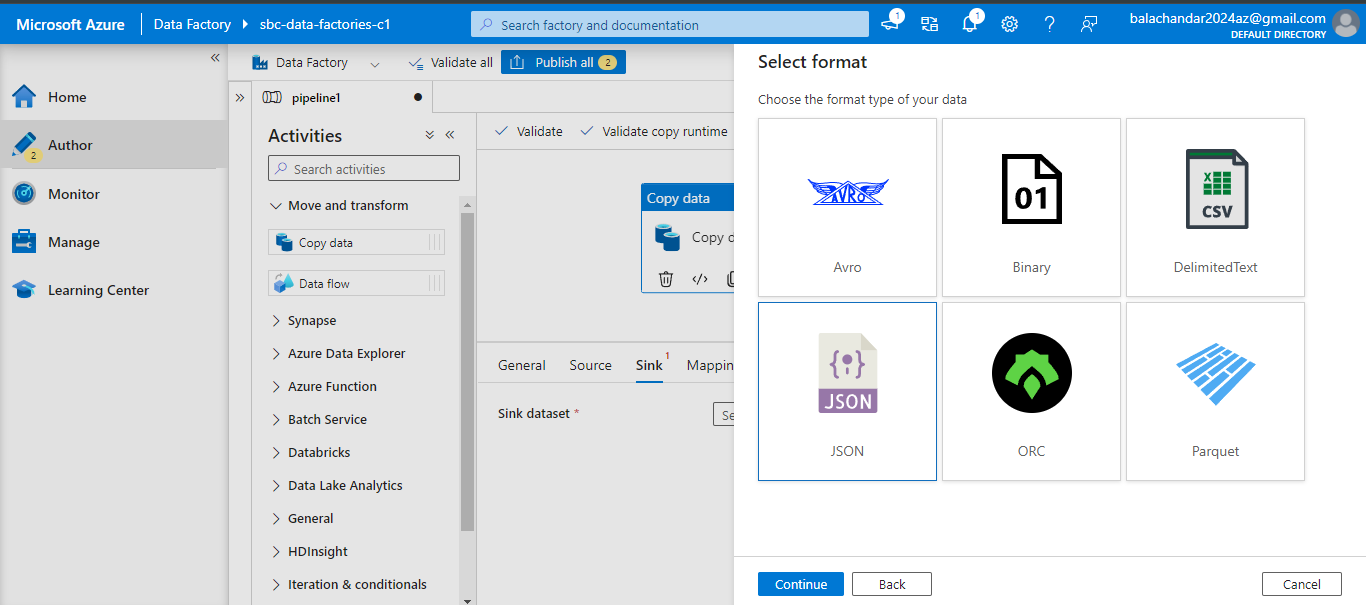 Microsoft Azure
Data Factory
sbc-data-factories-c1
Search factory and documentation
1
1
balachandar2024az@gmail.com
DEFAULT DIRECTORY
Home
Author
2
Monitor
Manage
Learning Center
Data Factory
Validate all
Publish all
2
pipeline1
Activities
Search activities
Move and transform
Copy data
Data flow
Synapse
Azure Data Explorer
Azure Function
Batch Service
Databricks
Data Lake Analytics
General
HDInsight
Iteration & conditionals
Validate
Validate copy runtime
Copy data
Copy d
General
Source
Sink 1
Mappin
Sink dataset *
Se
Select format
Choose the format type of your data
AVRO
Avro
01
Binary
X
CSV
DelimitedText
JSON
JSON
ORC
Parquet
Continue
Back
Cancel